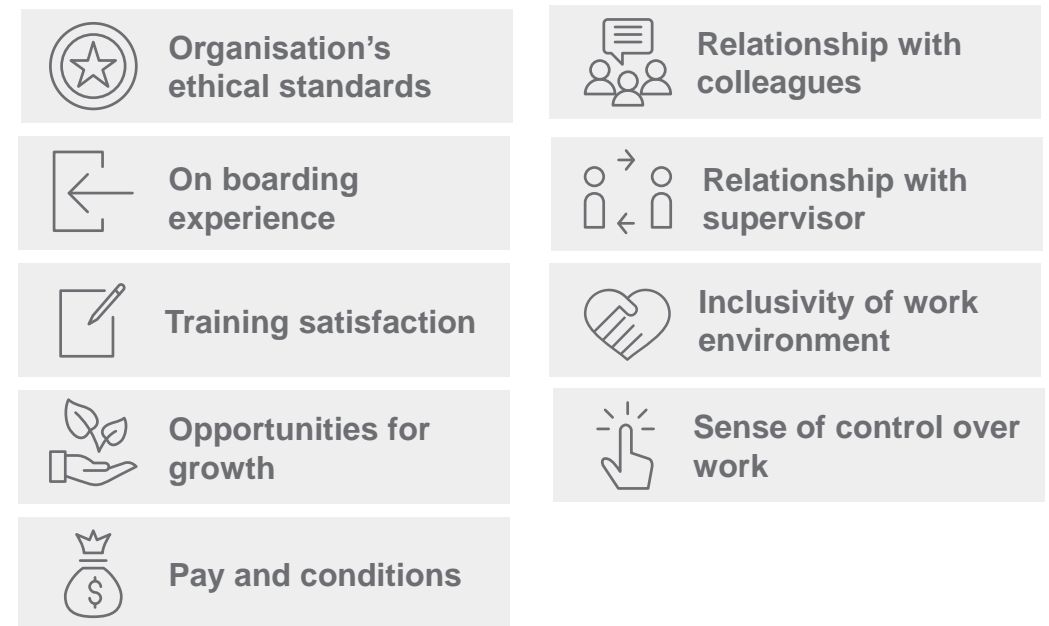 Organisation's
ethical standards
On boarding
experience
Training satisfaction
Opportunities for
growth
$
Pay and conditions
Relationship with
colleagues
Relationship with
supervisor
Inclusivity of work
environment
Sense of control over
work